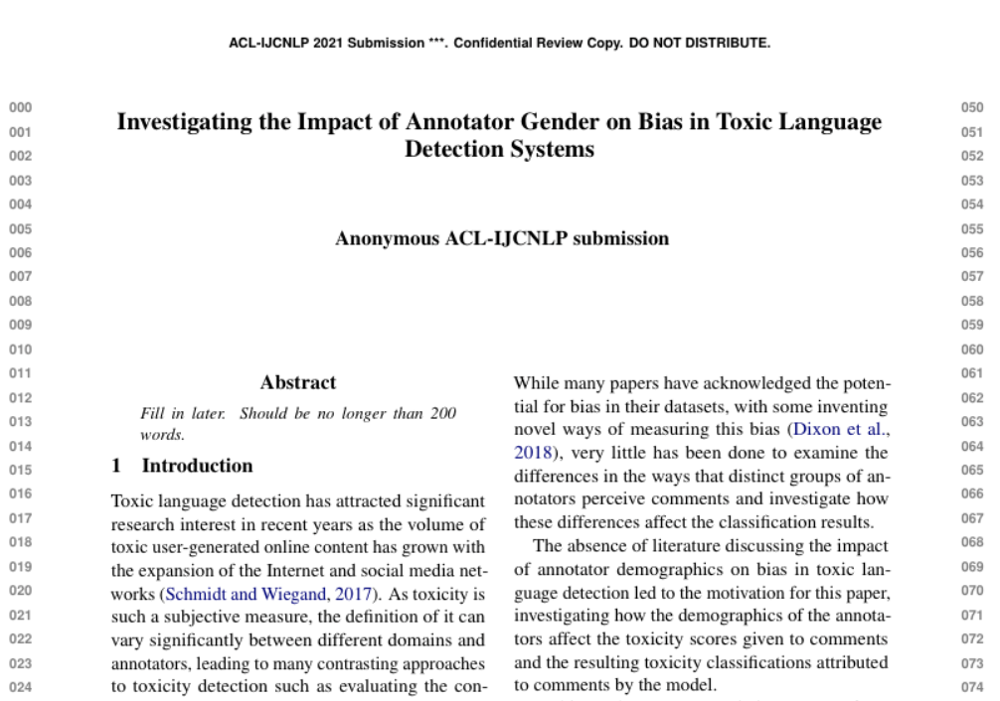 ACL-IJCNLP 2021 Submission ***. Confidential Review Copy. DO NOT DISTRIBUTE.
Investigating the Impact of Annotator Gender on Bias in Toxic Language
Detection Systems
Anonymous ACL-IJCNLP submission
000
001
002
003
004
005
006
007
008
009
010
011
012
013
014
015
016
017
018
019
020
021
022
023
024
Abstract
Fill in later. Should be no longer than 200
words.
1 Introduction
Toxic language detection has attracted significant
research interest in recent years as the volume of
toxic user-generated online content has grown with
the expansion of the Internet and social media net-
works (Schmidt and Wiegand, 2017). As toxicity is
such a subjective measure, the definition of it can
vary significantly between different domains and
annotators, leading to many contrasting approaches
to toxicity detection such as evaluating the con-
While many papers have acknowledged the poten-
tial for bias in their datasets, with some inventing
novel ways of measuring this bias (Dixon et al.,
2018), very little has been done to examine the
differences in the ways that distinct groups of an-
notators perceive comments and investigate how
these differences affect the classification results.
The absence of literature discussing the impact
of annotator demographics on bias in toxic lan-
guage detection led to the motivation for this paper,
investigating how the demographics of the annota-
tors affect the toxicity scores given to comments
and the resulting toxicity classifications attributed
to comments by the model.
050
051
052
053
054
055
056
057
058
059
060
061
062
063
064
065
066
067
068
069
070
071
072
073
074